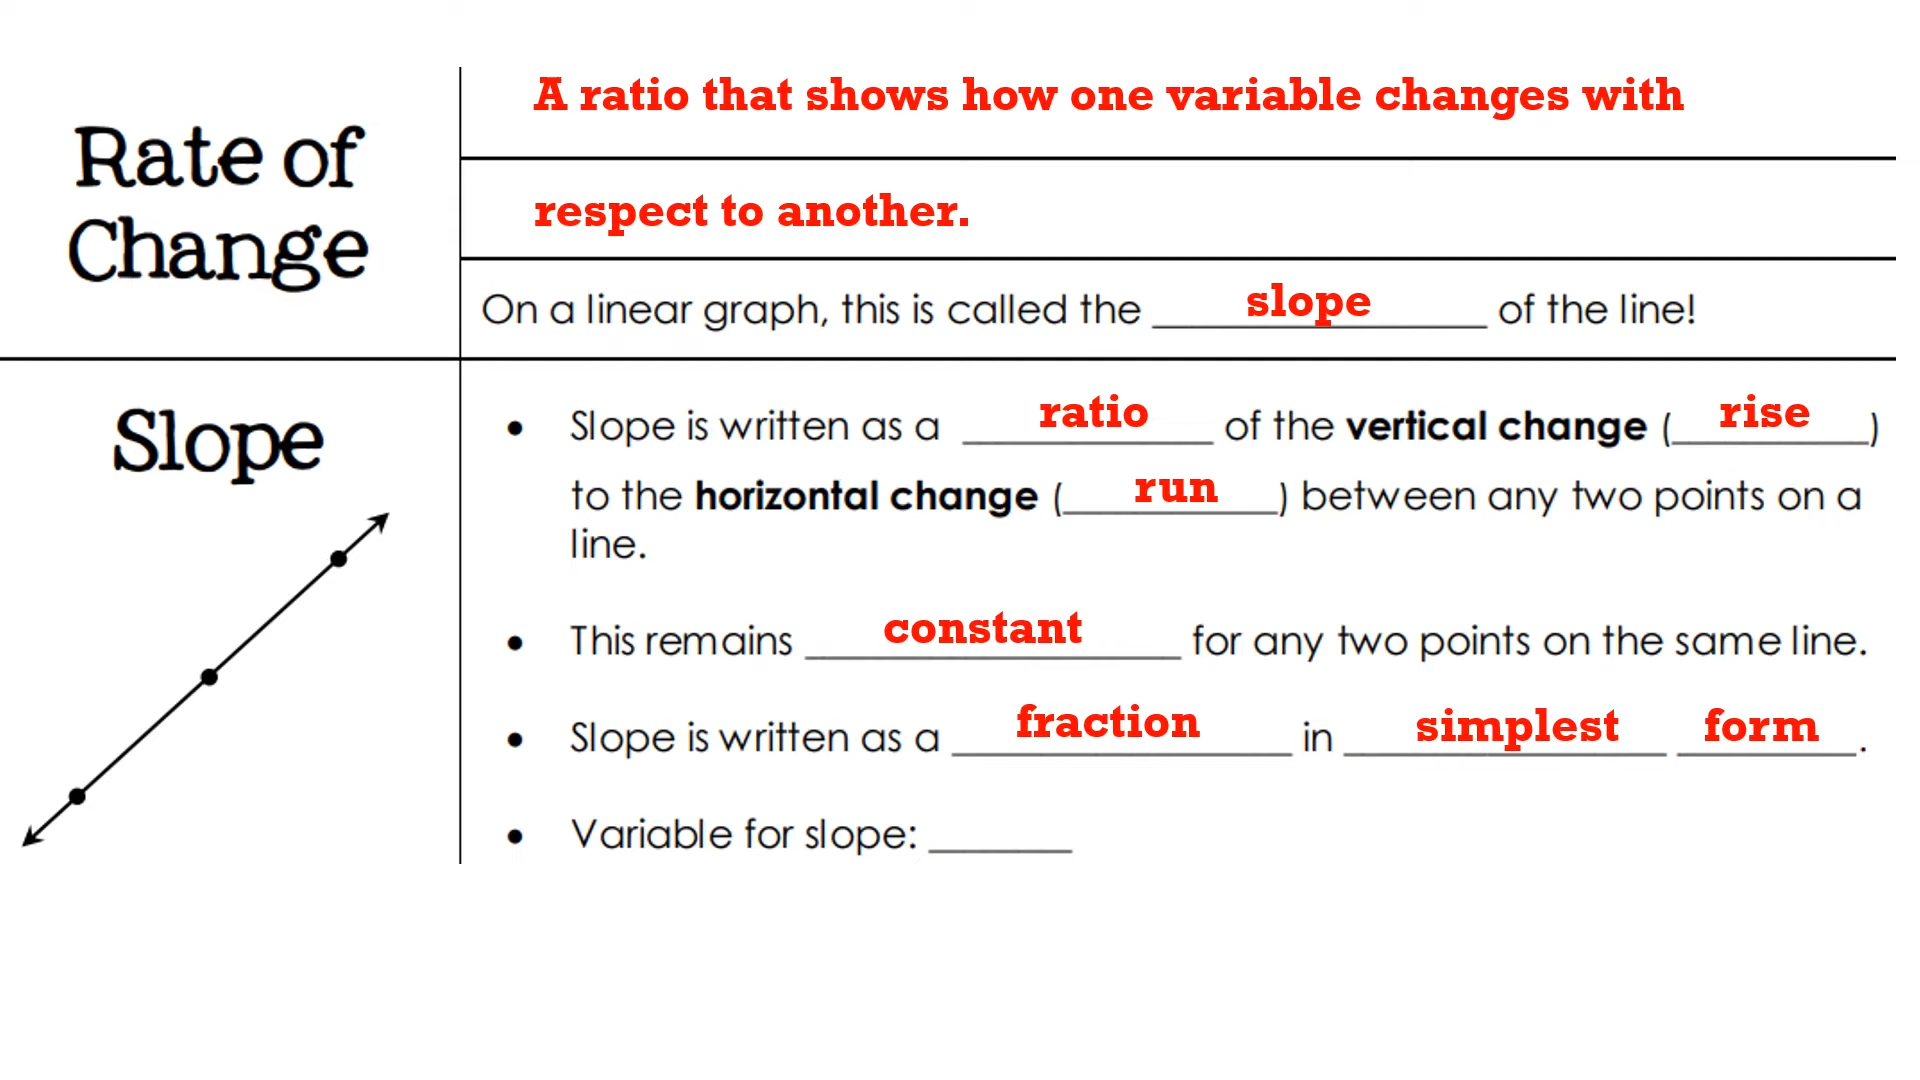 Rate of
Change
A ratio that shows how one variable changes with
respect to another.
On a linear graph, this is called the slope of the line!
Slope
• Slope is written as a ratio of the vertical change (rise)
to the horizontal change (run) between any two points on a
line.
• This remains constant for any two points on the same line.
• Slope is written as a fraction in simplest form.
• Variable for slope: ______